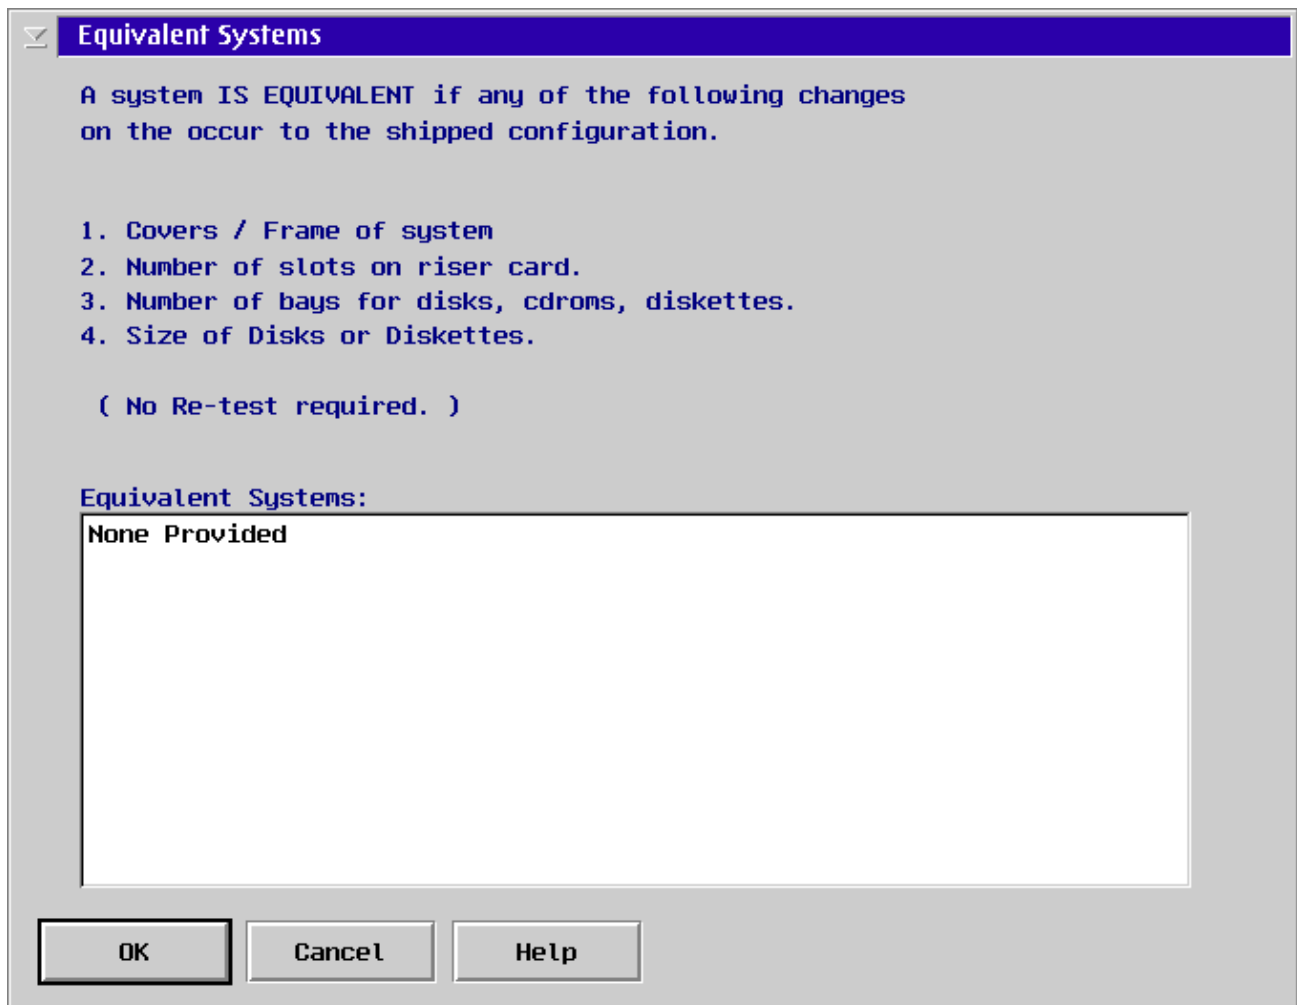 Equivalent Systems
A system IS EQUIVALENT if any of the following changes
on the occur to the shipped configuration.
1. Covers / Frame of system
2. Number of slots on riser card.
3. Number of bays for disks, cdroms, diskettes.
4. Size of Disks or Diskettes.
( No Re-test required. )
Equivalent Systems:
None Provided
OK Cancel Help